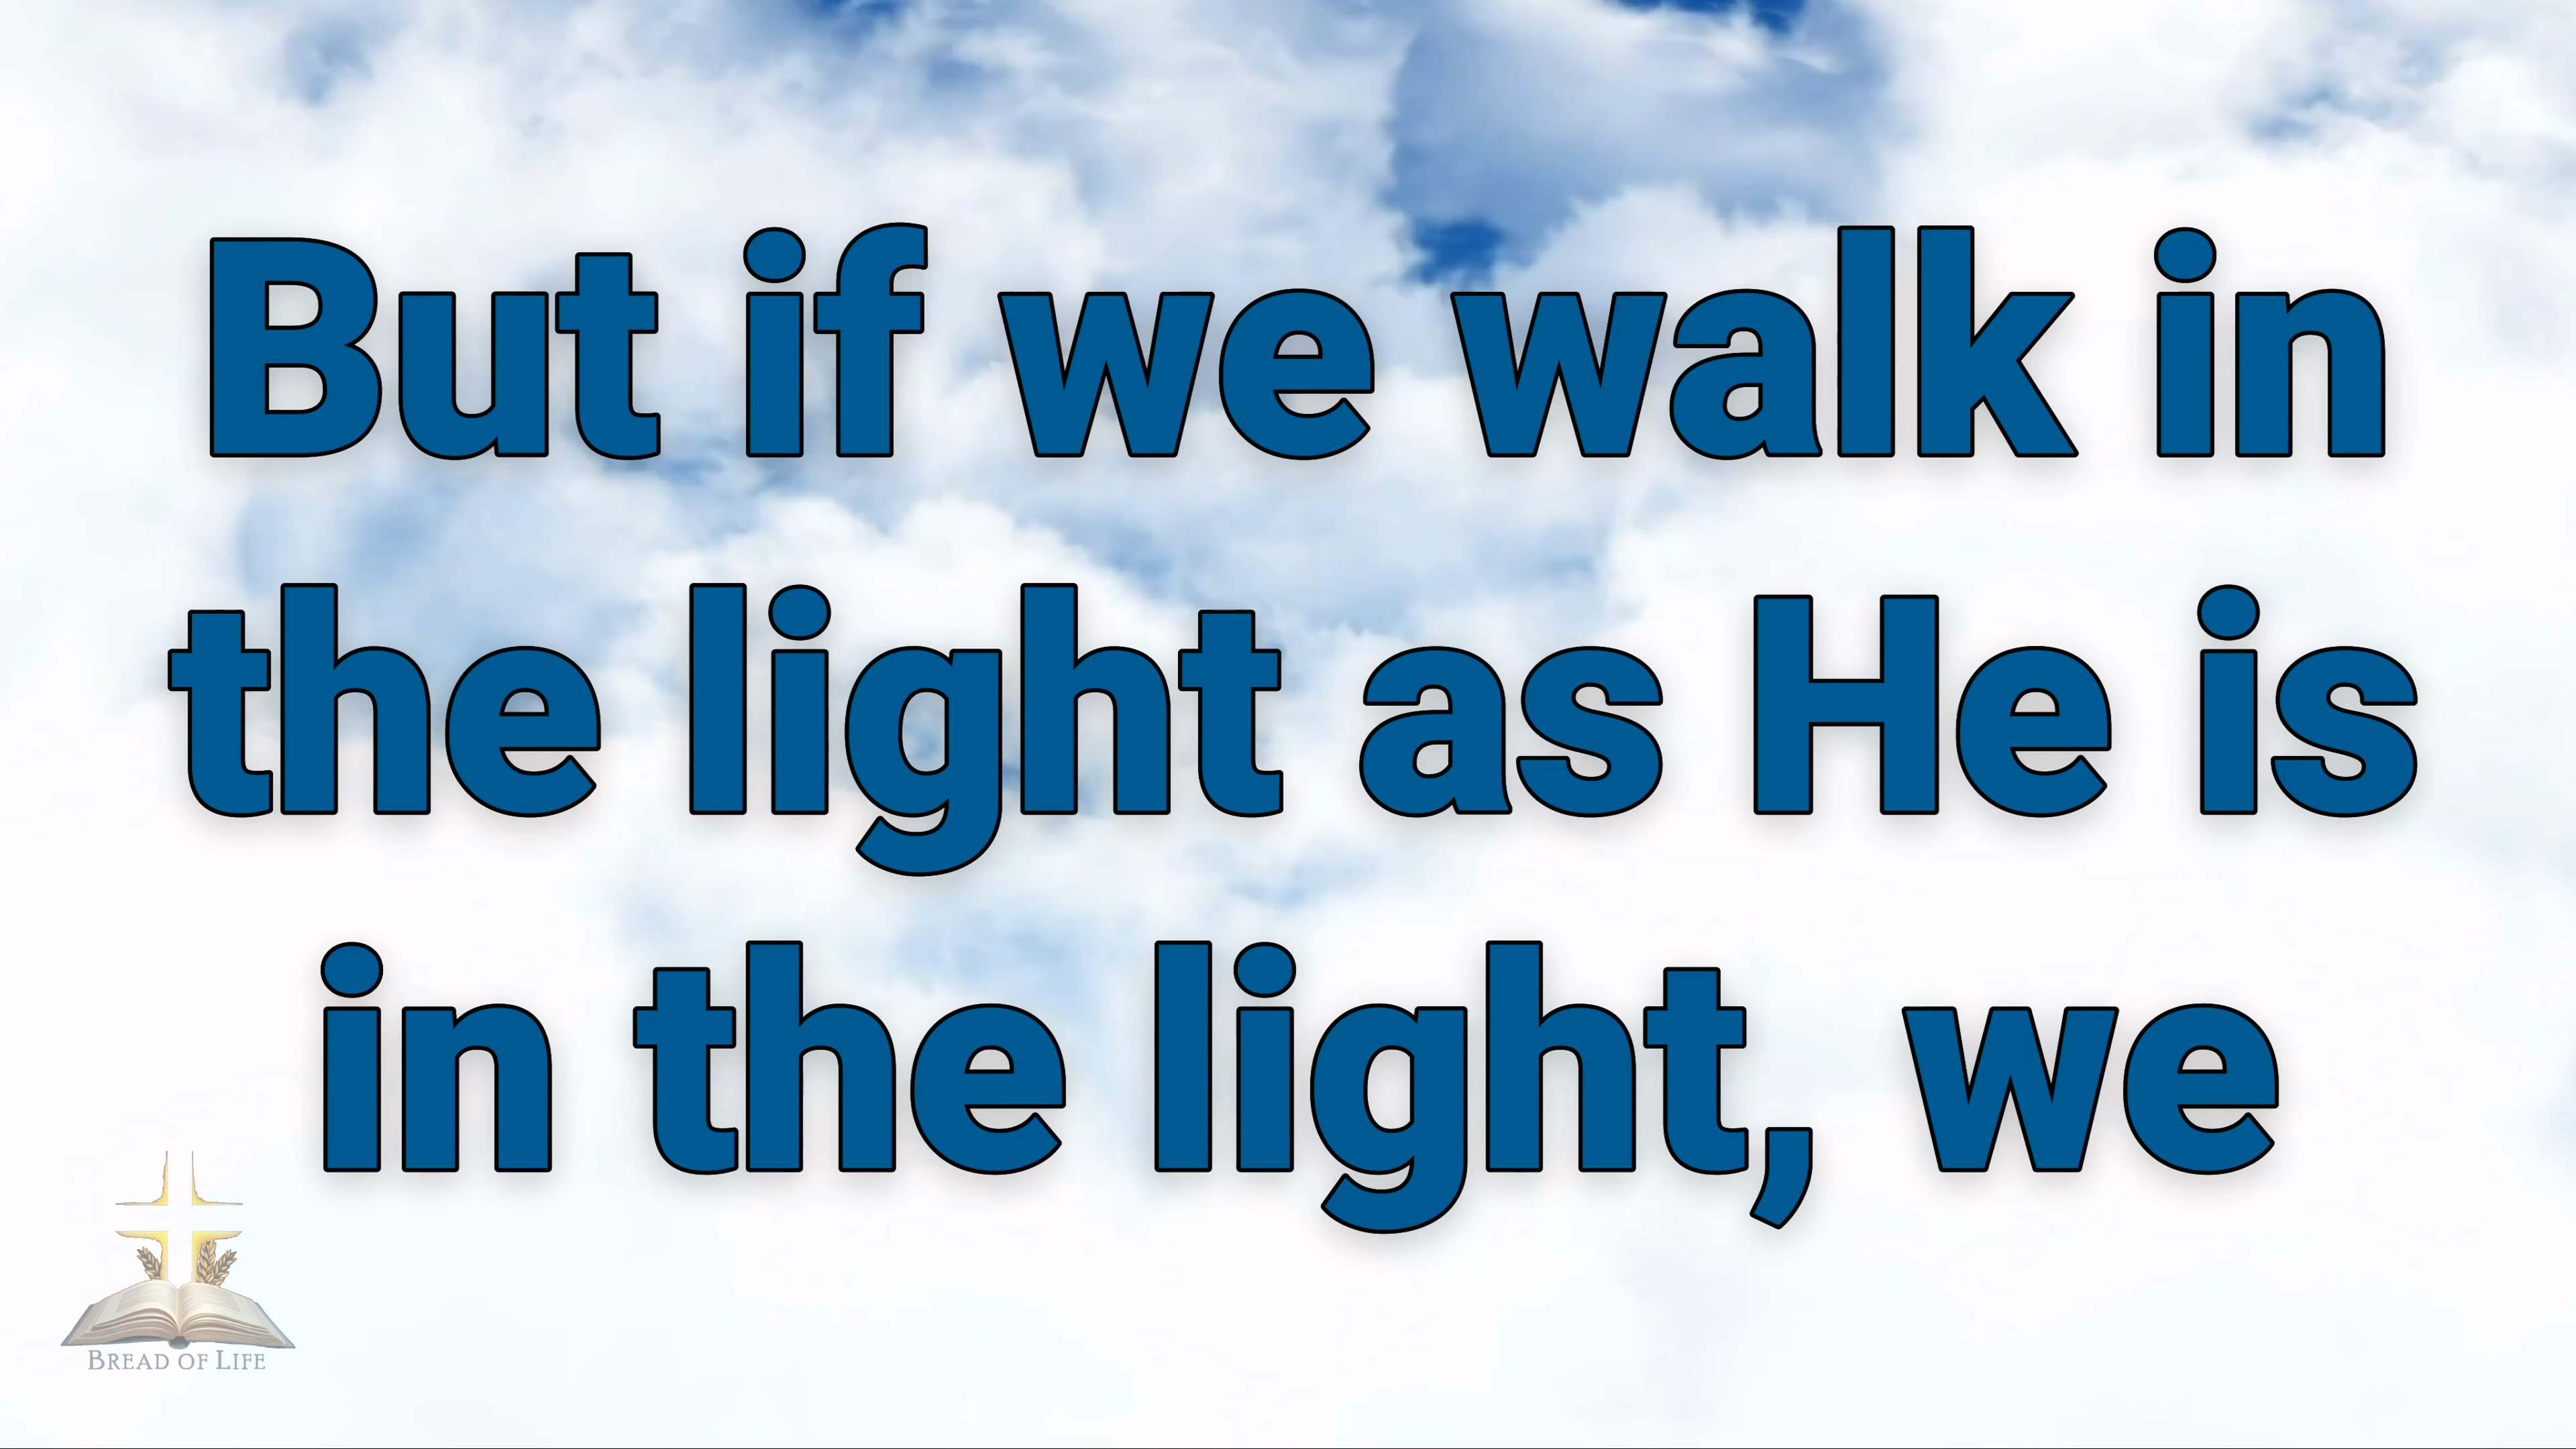 But if we walk in
the light as He is
in the light, we
BREAD OF LIFE